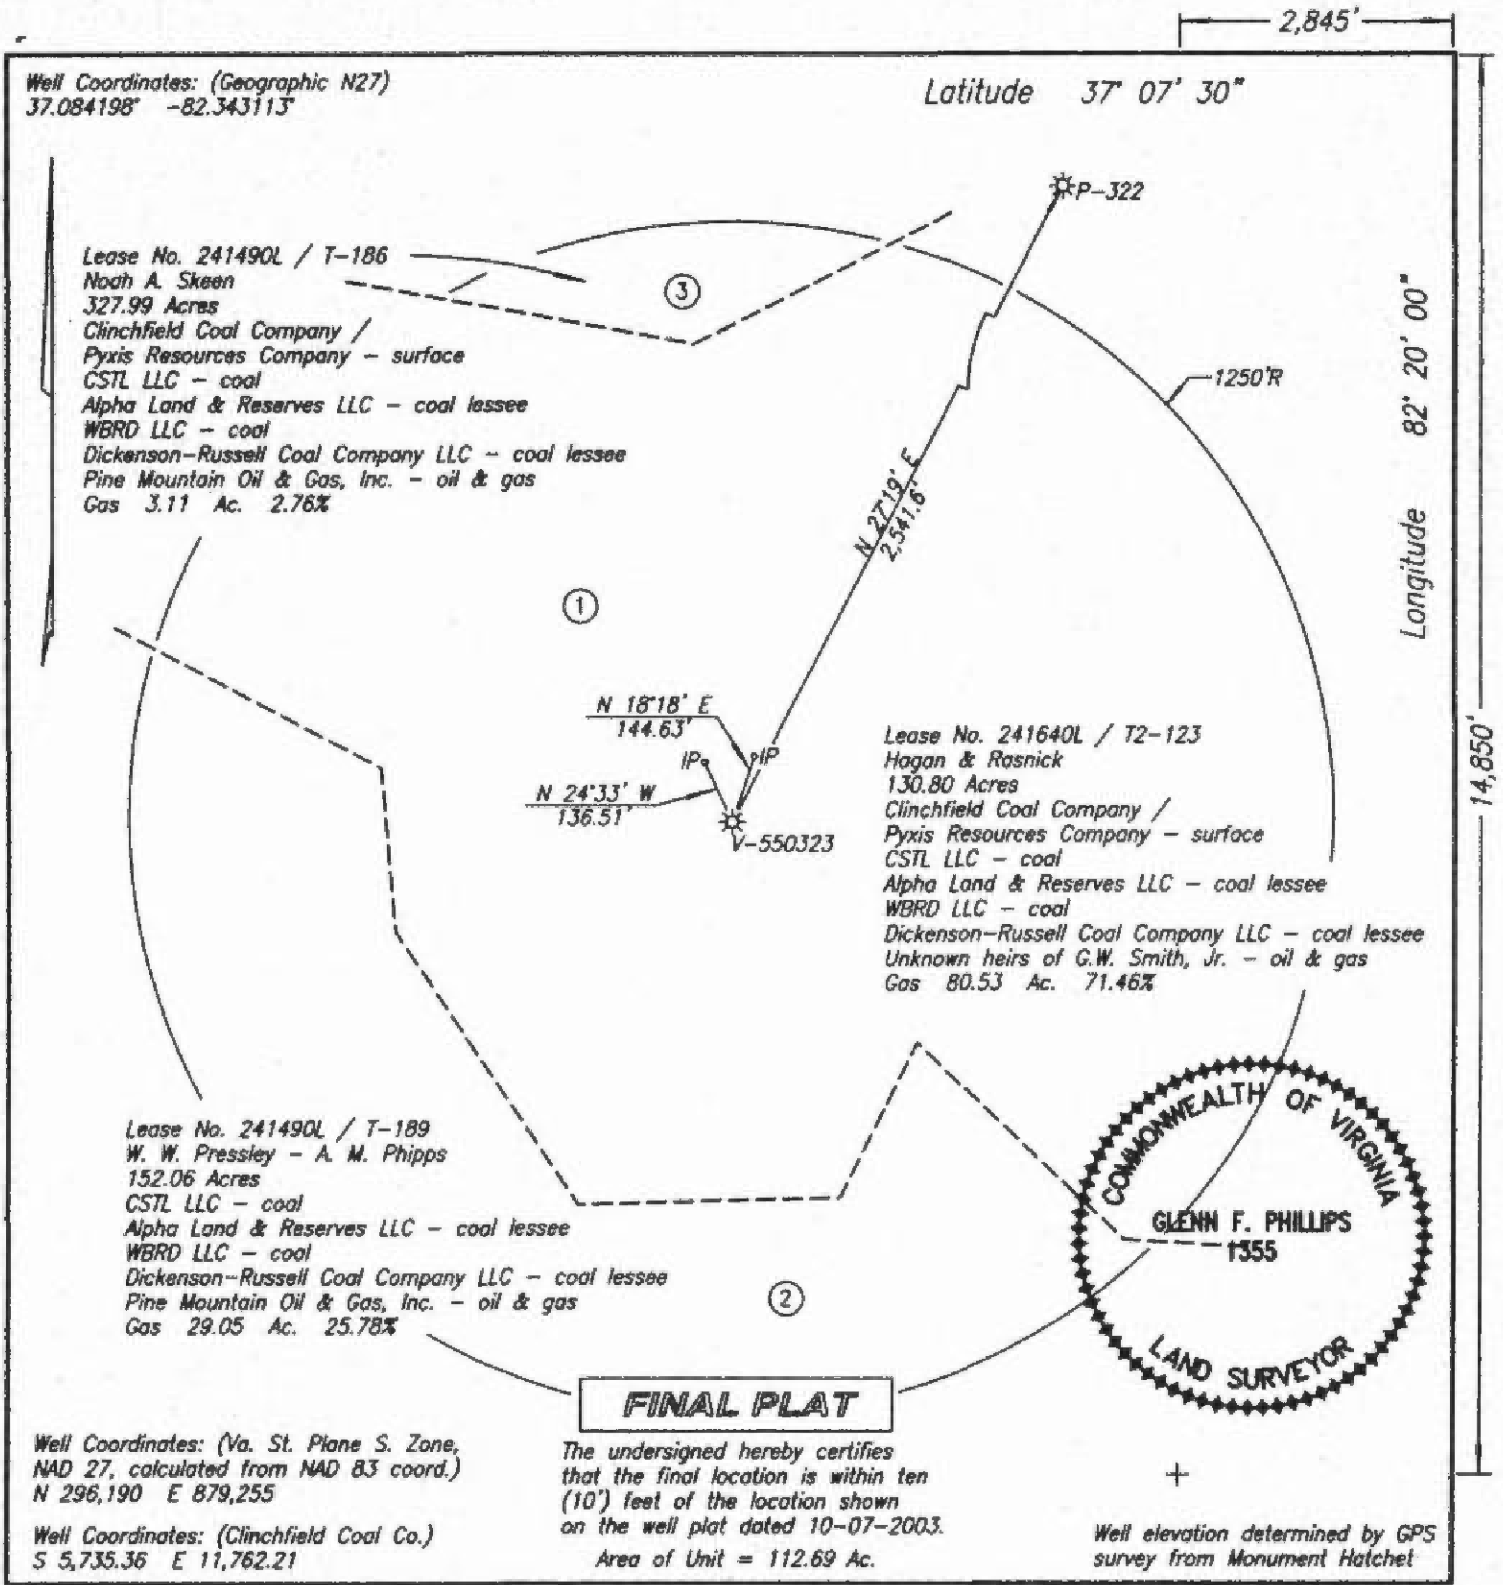 2,845'
Well Coordinates: (Geographic N27)
37.084198° -82.343113°
Latitude 37° 07' 30"
P-322
Lease No. 241490L / T-186
Noah A. Skeen
327.99 Acres
Clinchfield Coal Company /
Pyxis Resources Company - surface
CSTL LLC - coal
Alpha Land & Reserves LLC - coal lessee
WBRD LLC - coal
Dickenson-Russell Coal Company LLC - coal lessee
Pine Mountain Oil & Gas, Inc. - oil & gas
Gas 3.11 Ac. 2.76%
3
1250'R
Longitude 82° 20' 00"
N 27°19' E
2,541.6'
1
N 18°18' E
144.63'
IP
IP
N 24°33' W
136.51'
V-550323
14,850'
Lease No. 241640L / T2-123
Hagan & Rasnick
130.80 Acres
Clinchfield Coal Company /
Pyxis Resources Company - surface
CSTL LLC - coal
Alpha Land & Reserves LLC - coal lessee
WBRD LLC - coal
Dickenson-Russell Coal Company LLC - coal lessee
Unknown heirs of G.W. Smith, Jr. - oil & gas
Gas 80.53 Ac. 71.46%
Lease No. 241490L / T-189
W. W. Pressley - A. M. Phipps
152.06 Acres
CSTL LLC - coal
Alpha Land & Reserves LLC - coal lessee
WBRD LLC - coal
Dickenson-Russell Coal Company LLC - coal lessee
Pine Mountain Oil & Gas, Inc. - oil & gas
Gas 29.05 Ac. 25.78%
2
COMMONWEALTH OF VIRGINIA
GLENN F. PHILLIPS
1355
LAND SURVEYOR
FINAL PLAT
Well Coordinates: (Va. St. Plane S. Zone,
NAD 27, calculated from NAD 83 coord.)
N 296,190 E 879,255
Well Coordinates: (Clinchfield Coal Co.)
S 5,735.36 E 11,762.21
The undersigned hereby certifies
that the final location is within ten
(10') feet of the location shown
on the well plat dated 10-07-2003.
Area of Unit = 112.69 Ac.
Well elevation determined by GPS
survey from Monument Hatchet